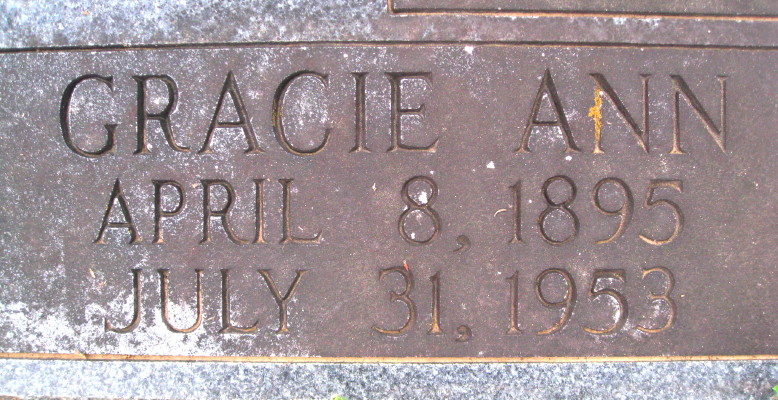 GRACIE ANN
APRIL 8, 1895
JULY 31, 1953